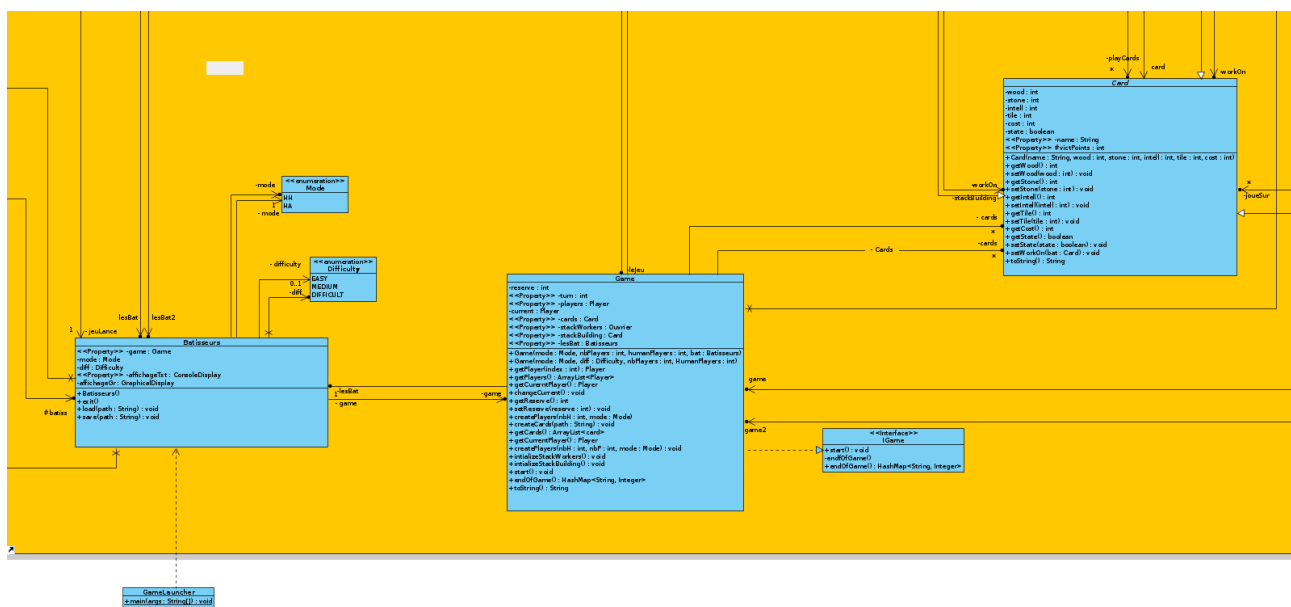 -playCards
*
card
-workOn
Card
-wood : int
-stone : int
-intell : int
-tile : int
-cost : int
-state : boolean
<<Property>> -name : String
<<Property>> #victPoints : int
+Card(name : String, wood : int, stone : int, intell : int, tile : int, cost : int)
+getWood() : int
+setWood(wood : int) : void
+getStone() : int
+setStone(stone : int) : void
+getIntell() : int
+setIntell(intell : int) : void
+getTile() : int
+setTile(tile : int) : void
+getCost() : int
+getState() : boolean
+setState(state : boolean) : void
+setWorkOn(bat : Card) : void
+toString() : String
-workOn
-stackBuilding
- cards
*
-cards
*
- Cards
*
-joueSur
-mode
<<enumeration>>
Mode
HH
HA
1
- mode
- difficulty
<<enumeration>>
Difficulty
EASY
MEDIUM
DIFFICULT
0..1
-diff
lesBat
lesBat2
1
-jeuLance
Batisseurs
<<Property>> -game : Game
-mode : Mode
-diff : Difficulty
<<Property>> -affichageTxt : ConsoleDisplay
-affichageGr : GraphicalDisplay
+Batisseurs()
+exit()
+load(path : String) : void
+save(path : String) : void
#batiss
-lesBat
1
- game
-game
-leJeu
Game
-reserve : int
<<Property>> -turn : int
<<Property>> -players : Player
-current : Player
<<Property>> -cards : Card
<<Property>> -stackWorkers : Ouvrier
<<Property>> -stackBuilding : Card
<<Property>> -lesBat : Batisseurs
+Game(mode : Mode, nbPlayers : int, humanPlayers : int, bat : Batisseurs)
+Game(mode : Mode, diff : Difficulty, nbPlayers : int, HumanPlayers : int)
+getPlayer(index : int) : Player
+getPlayers() : ArrayList<Player>
+getCurerntPlayer() : Player
+changeCurrent() : void
+getReserve() : int
+setReserve(reserve : int) : void
+createPlayers(nbH : int, mode : Mode)
+createCards(path : String) : void
+getCards() : ArrayList<card>
+getCurrentPlayer() : Player
+createPlayers(nbH : int, nbP : int, mode : Mode) : void
+intializeStackWorkers() : void
+intializeStackBuilding() : void
+start() : void
+endOfGame() : HashMap<String, Integer>
+toString() : String
game
game2
<<Interface>>
IGame
+start() : void
-endOfGame()
+endOfGame() : HashMap<String, Integer>
GameLauncher
+main(args : String[]) : void